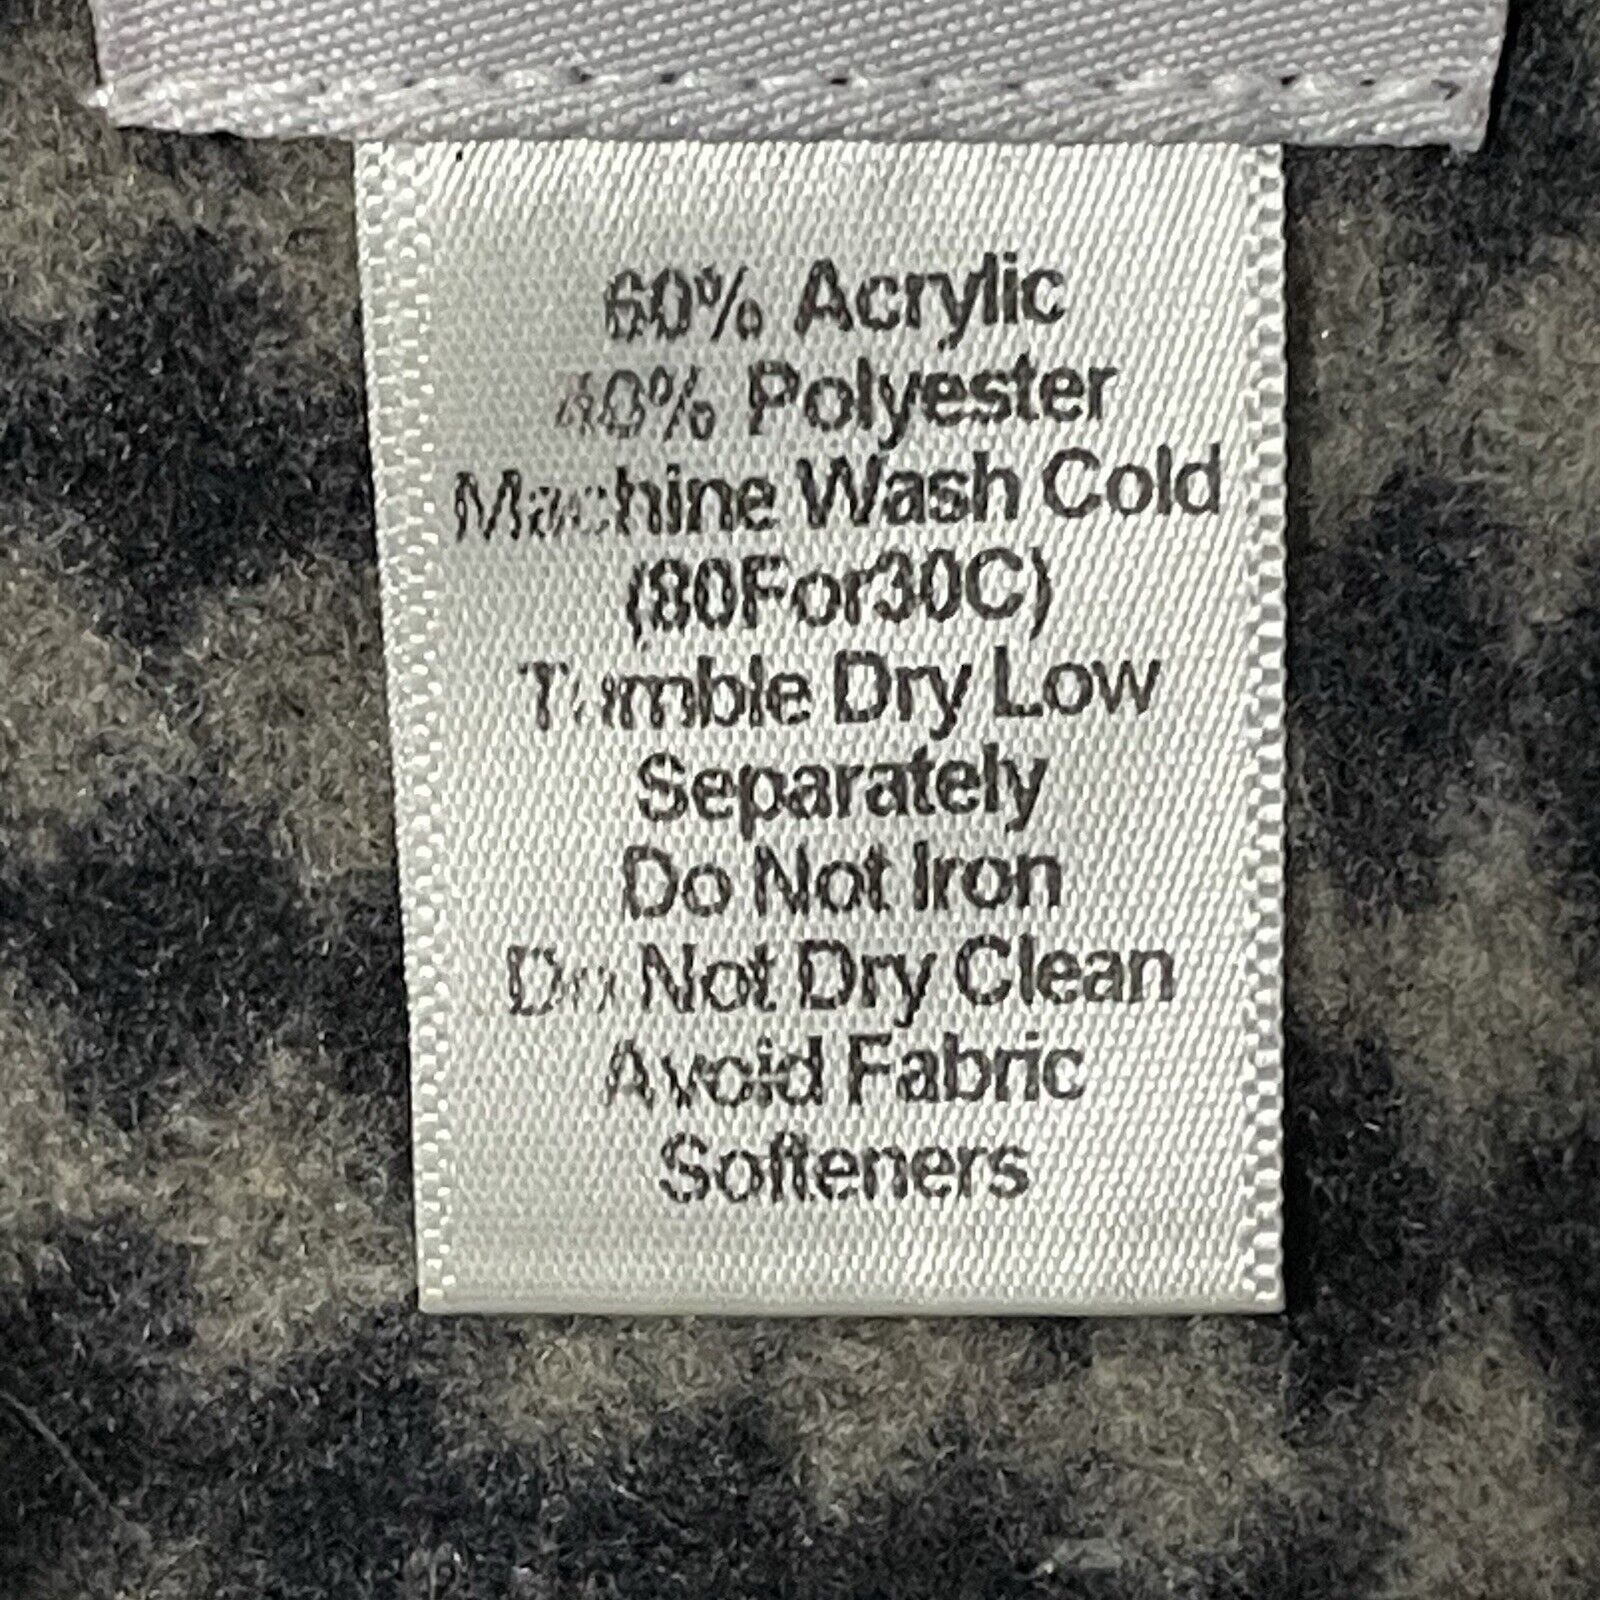 60% Acrylic
40% Polyester
Machine Wash Cold
(80For30C)
Tumble Dry Low
Separately
Do Not Iron
Do Not Dry Clean
Avoid Fabric
Softeners